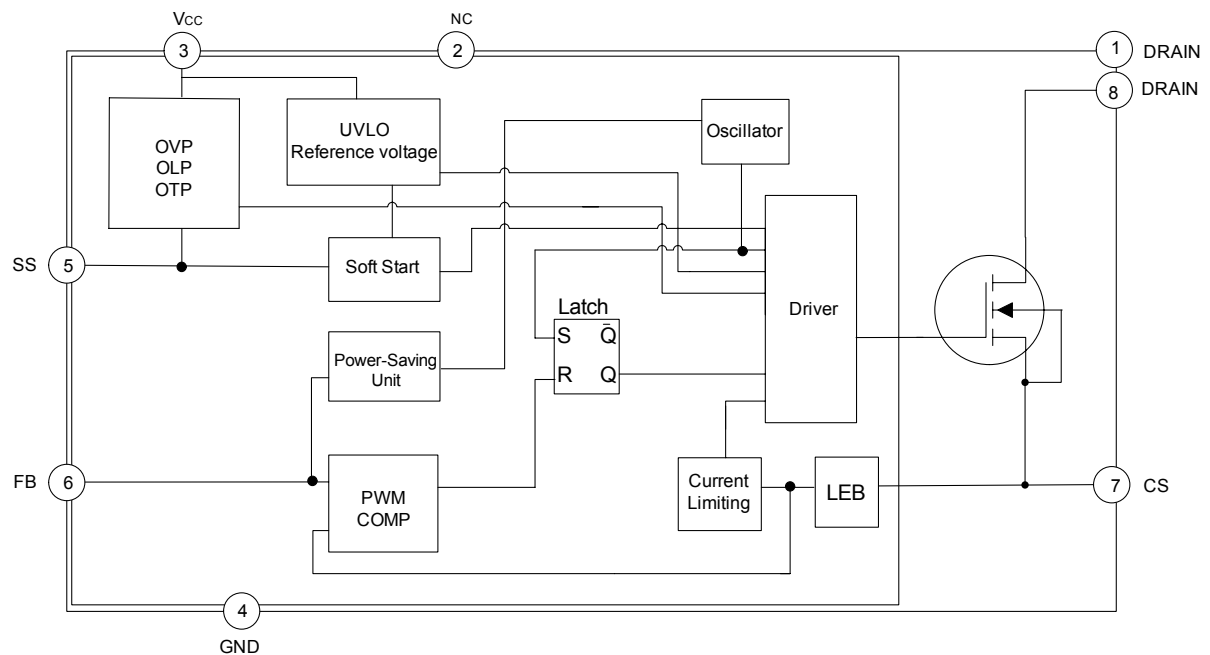 VCC
NC
3
2
1
DRAIN
8
DRAIN
OVP
OLP
OTP
UVLO
Reference voltage
Oscillator
SS
5
Soft Start
Driver
Latch
S Q̄
R Q
Power-Saving
Unit
FB
6
PWM
COMP
Current
Limiting
LEB
7
CS
4
GND